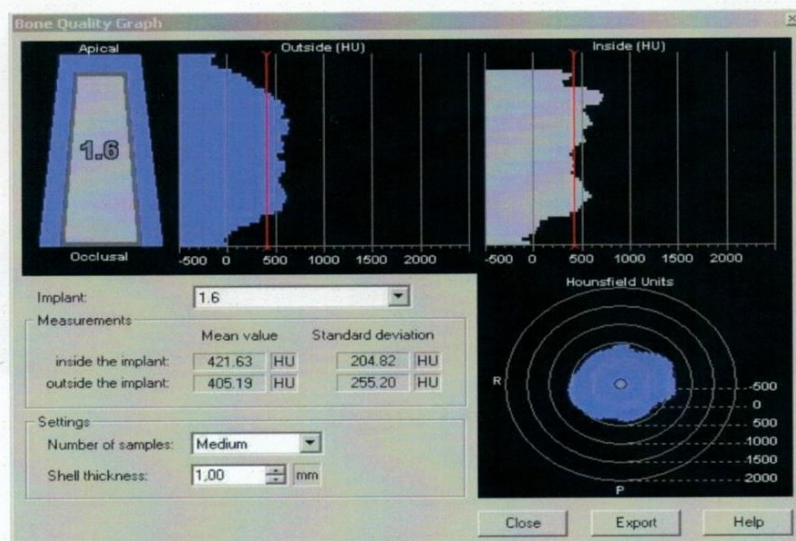 Bone Quality Graph
Apical
1.6
Occlusal
Outside (HU)
-500 0 500 1000 1500 2000 2500
Inside (HU)
-500 0 500 1000 1500 2000 2500
Implant: 1.6
Measurements
Mean value Standard deviation
inside the implant: 421.63 HU 204.82 HU
outside the implant: 405.19 HU 255.20 HU
Settings
Number of samples: Medium
Shell thickness: 1,00 mm
Hounsfield Units
R
-500
0
500
1000
1500
2000
P
Close Export Help